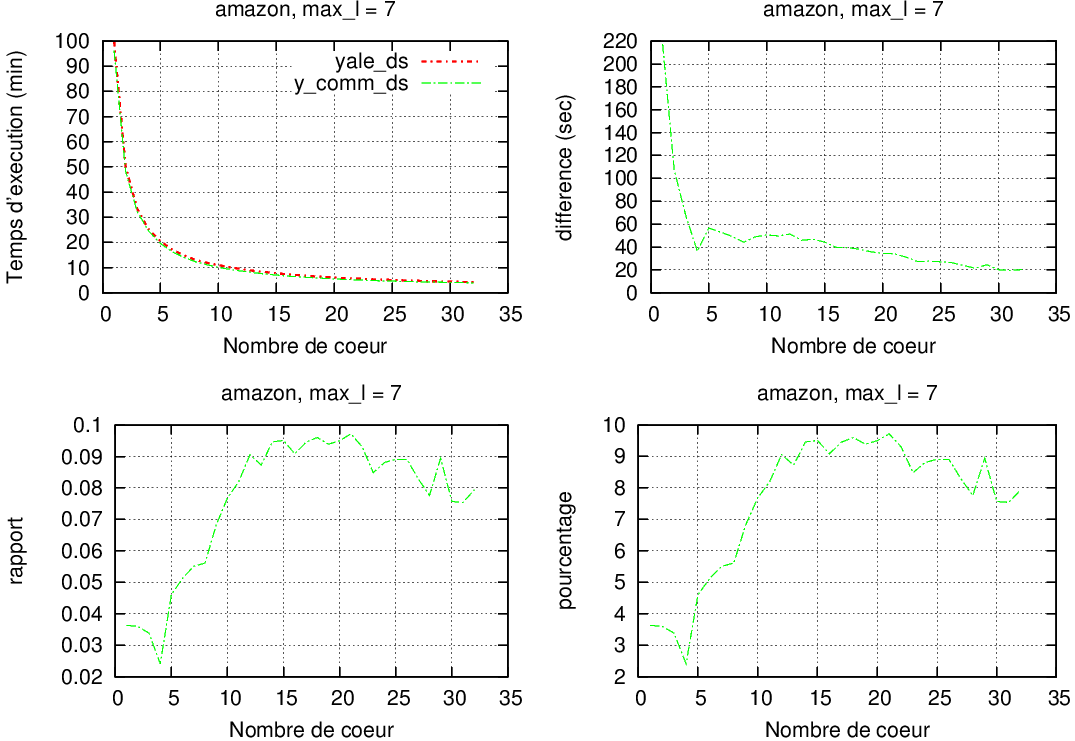 amazon, max_l = 7
Temps d'execution (min)
100
90
80
70
60
50
40
30
20
10
0
yale_ds
y_comm_ds
0 5 10 15 20 25 30 35
Nombre de coeur
amazon, max_l = 7
difference (sec)
220
200
180
160
140
120
100
80
60
40
20
0
0 5 10 15 20 25 30 35
Nombre de coeur
amazon, max_l = 7
rapport
0.1
0.09
0.08
0.07
0.06
0.05
0.04
0.03
0.02
0 5 10 15 20 25 30 35
Nombre de coeur
amazon, max_l = 7
pourcentage
10
9
8
7
6
5
4
3
2
0 5 10 15 20 25 30 35
Nombre de coeur